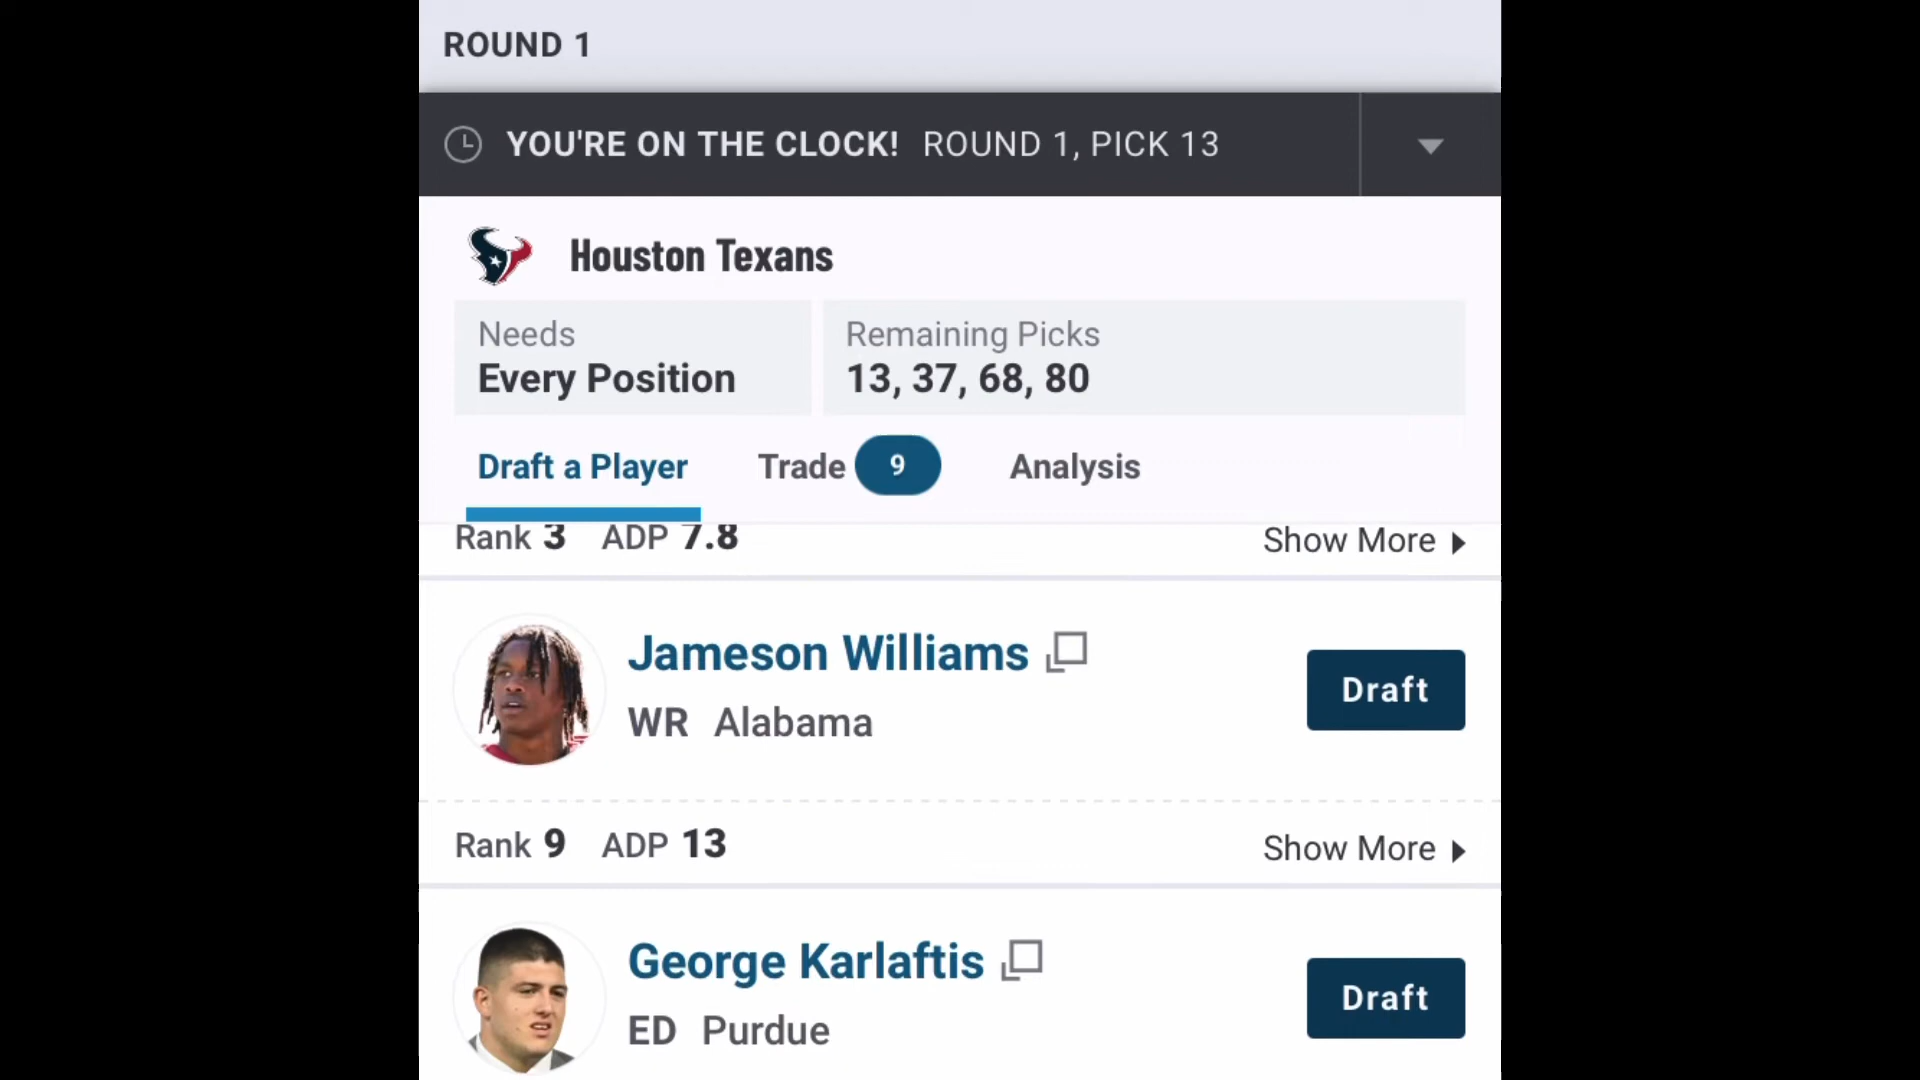 ROUND 1
YOU'RE ON THE CLOCK! ROUND 1, PICK 13
Houston Texans
Needs
Every Position
Remaining Picks
13, 37, 68, 80
Draft a Player
Trade 9
Analysis
Rank 3 ADP 7.8
Show More
Jameson Williams
WR Alabama
Draft
Rank 9 ADP 13
Show More
George Karlaftis
ED Purdue
Draft